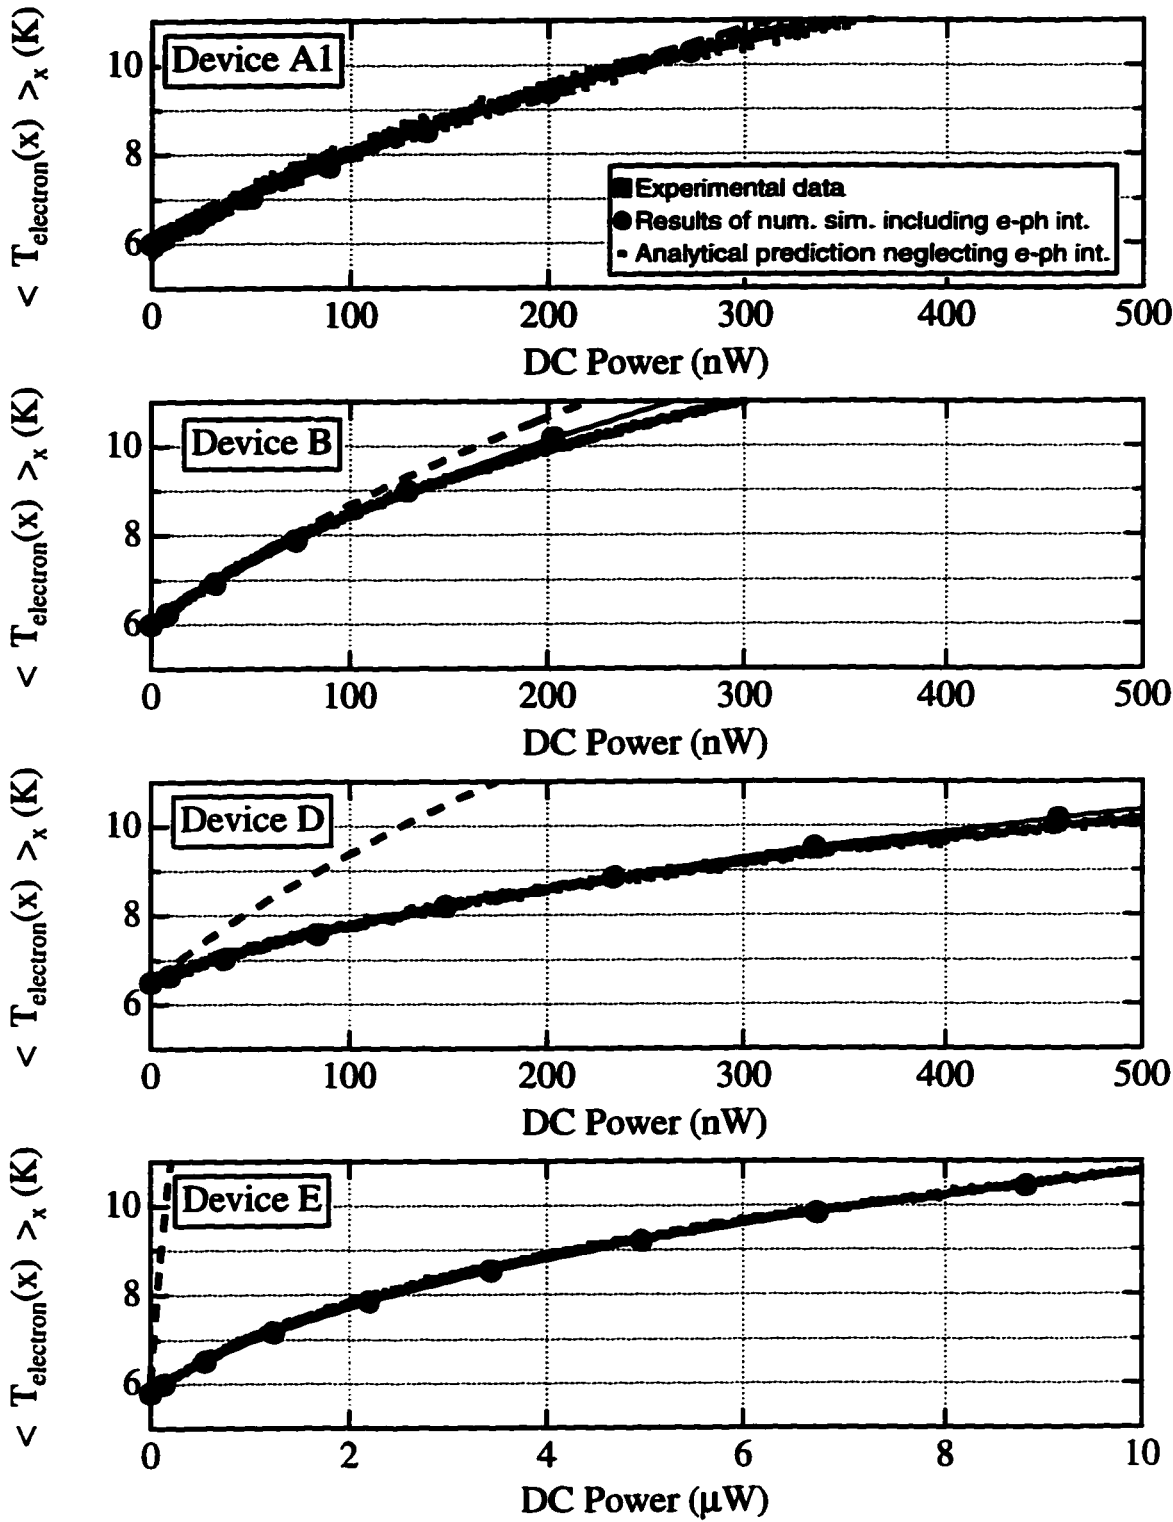 < T_electron(x) >_x (K)
10
8
6
Device A1
Experimental data
Results of num. sim. including e-ph int.
Analytical prediction neglecting e-ph int.
0 100 200 300 400 500
DC Power (nW)
< T_electron(x) >_x (K)
10
8
6
Device B
0 100 200 300 400 500
DC Power (nW)
< T_electron(x) >_x (K)
10
8
6
Device D
0 100 200 300 400 500
DC Power (nW)
< T_electron(x) >_x (K)
10
8
6
Device E
0 2 4 6 8 10
DC Power (μW)